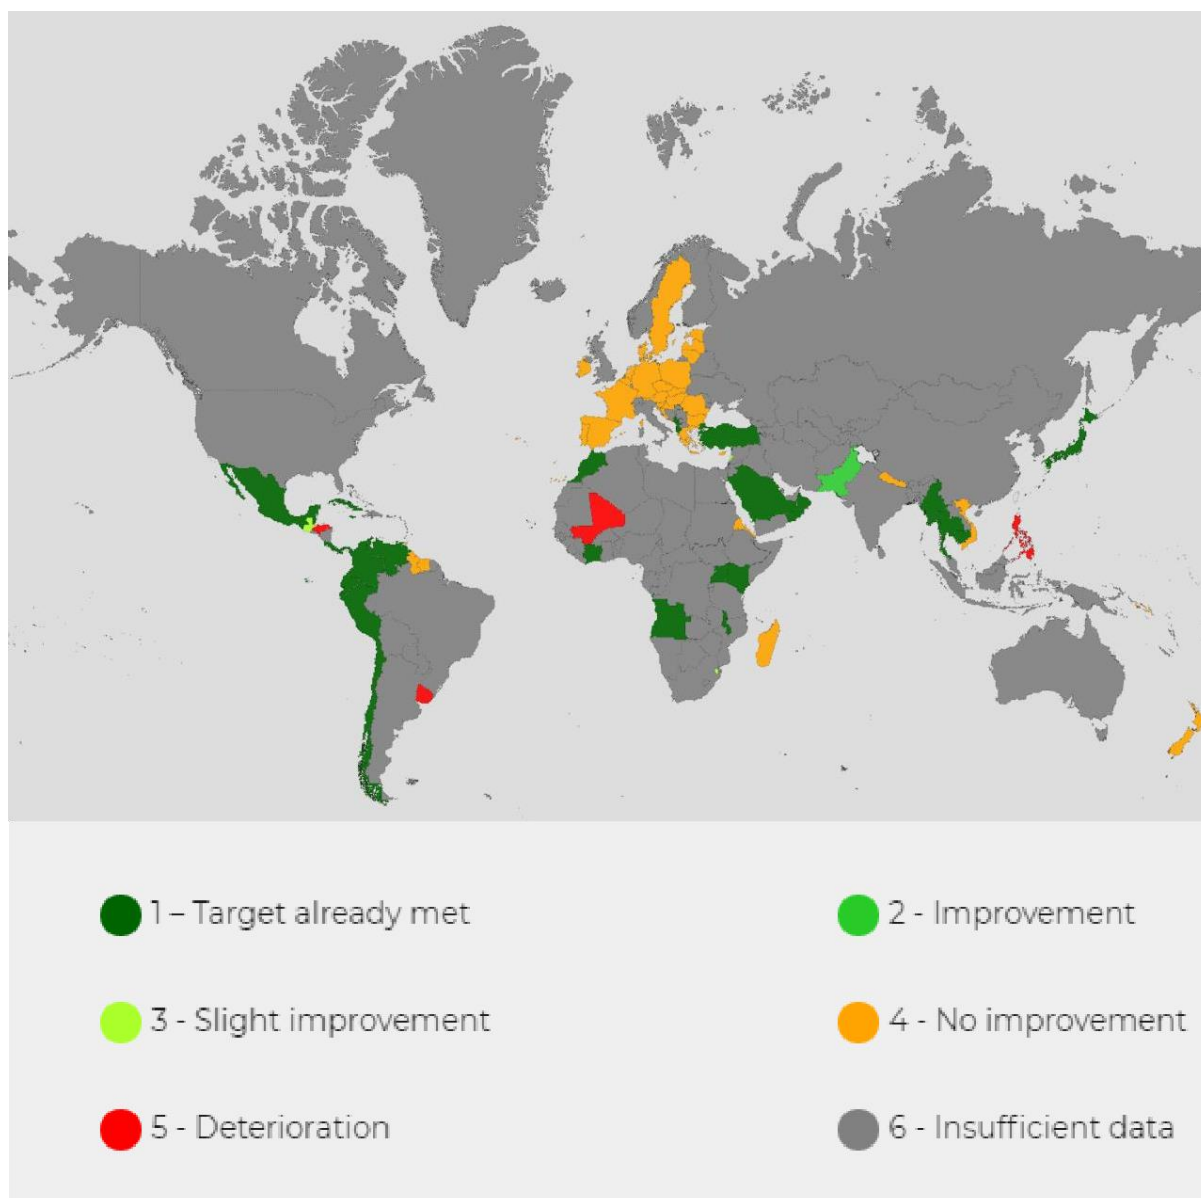 1 – Target already met
2 - Improvement
3 - Slight improvement
4 - No improvement
5 - Deterioration
6 - Insufficient data